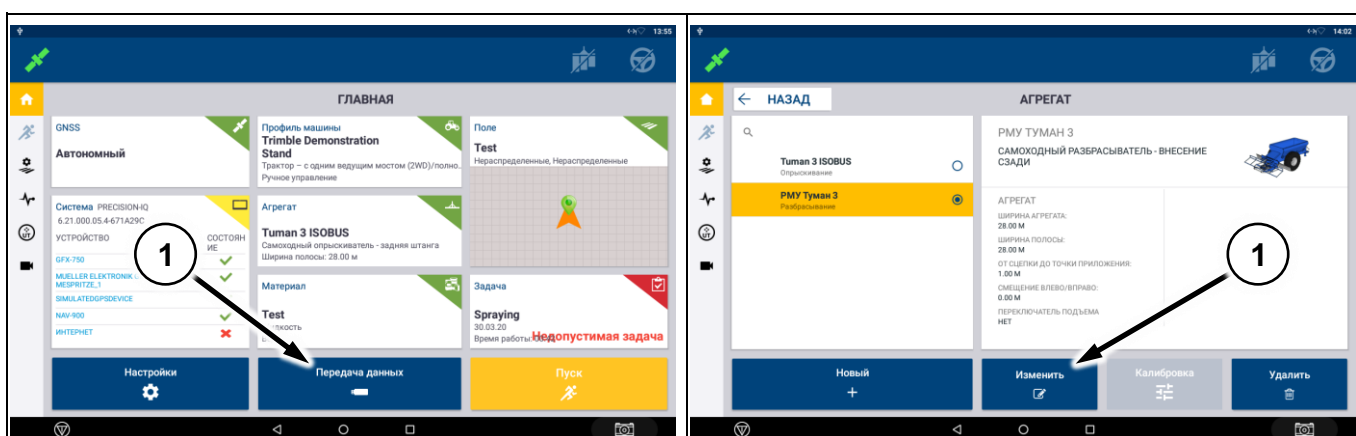 13:55
ГЛАВНАЯ
GNSS
Автономный
Профиль машины
Trimble Demonstration
Stand
Трактор – с одним ведущим мостом (2WD)/полно..
Ручное управление
Поле
Test
Нераспределенные, Нераспределенные
Система PRECISION-IQ
6.21.000.05.4-671A29C
УСТРОЙСТВО
СОСТОЯН
ИЕ
GFX-750
MUELLER ELEKTRONIK
MESPRITZE_1
SIMULATEDGPSDEVICE
NAV-900
ИНТЕРНЕТ
1
Агрегат
Tuman 3 ISOBUS
Самоходный опрыскиватель - задняя штанга
Ширина полосы: 28.00 м
Материал
Test
Задача
Spraying
30.03.20
Время работы:
Недопустимая задача
Настройки
Передача данных
Пуск
14:02
НАЗАД
АГРЕГАТ
Tuman 3 ISOBUS
Опрыскивание
РМУ Туман 3
Разбрасывание
РМУ ТУМАН 3
САМОХОДНЫЙ РАЗБРАСЫВАТЕЛЬ - ВНЕСЕНИЕ
СЗАДИ
АГРЕГАТ
ШИРИНА АГРЕГАТА:
28.00 М
ШИРИНА ПОЛОСЫ:
28.00 М
ОТ СЦЕПКИ ДО ТОЧКИ ПРИЛОЖЕНИЯ:
1.00 М
СМЕЩЕНИЕ ВЛЕВО/ВПРАВО:
0.00 М
ПЕРЕКЛЮЧАТЕЛЬ ПОДЪЕМА
НЕТ
1
Новый
Изменить
Калибровка
Удалить